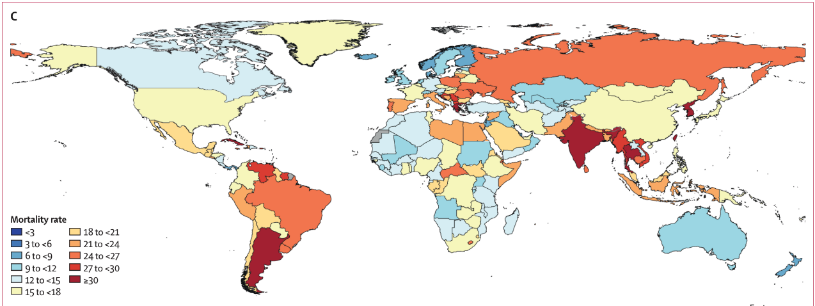 C
Mortality rate
<3
3 to <6
6 to <9
9 to <12
12 to <15
15 to <18
18 to <21
21 to <24
24 to <27
27 to <30
≥30